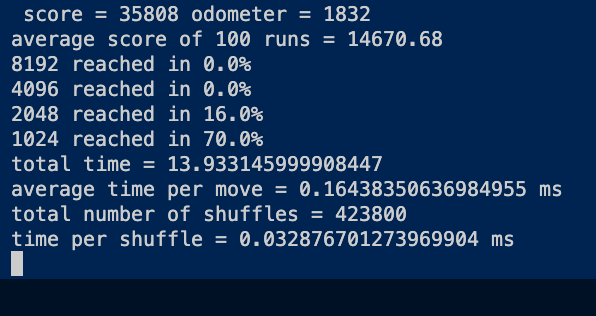 score = 35808 odometer = 1832
average score of 100 runs = 14670.68
8192 reached in 0.0%
4096 reached in 0.0%
2048 reached in 16.0%
1024 reached in 70.0%
total time = 13.933145999908447
average time per move = 0.16438350636984955 ms
total number of shuffles = 423800
time per shuffle = 0.032876701273969904 ms